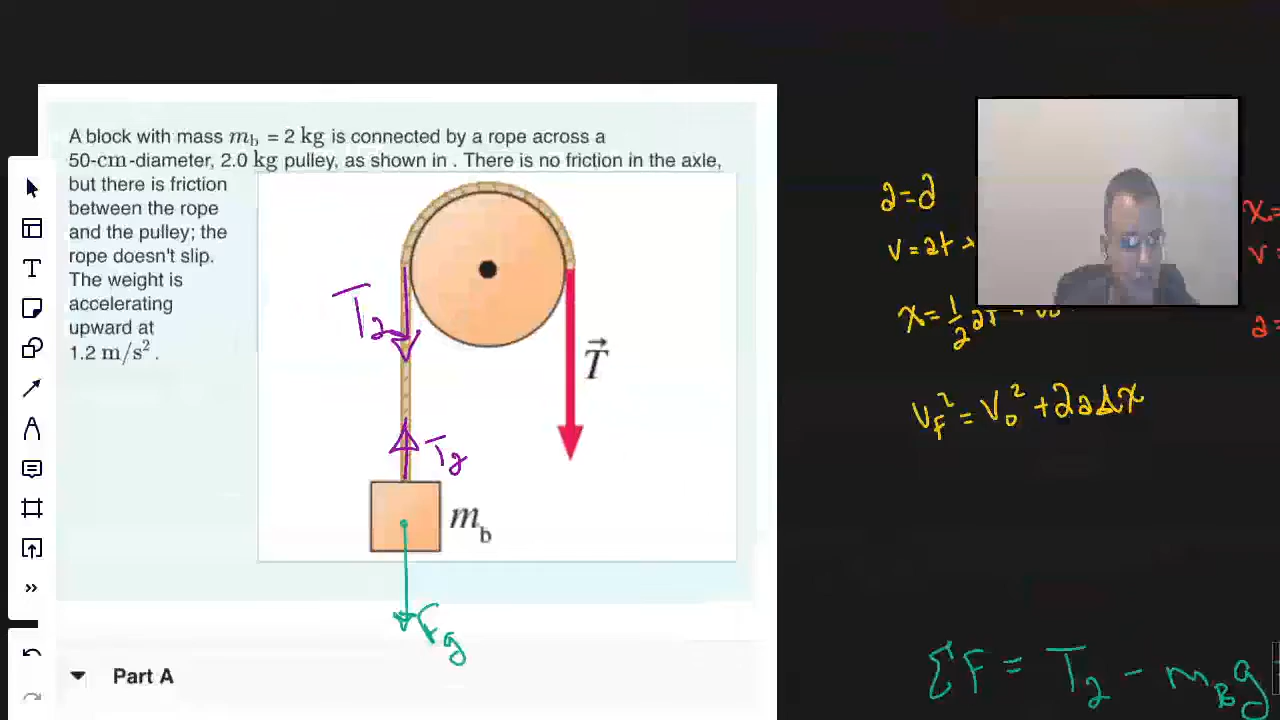 A block with mass m_b = 2 kg is connected by a rope across a
50-cm-diameter, 2.0 kg pulley, as shown in . There is no friction in the axle,
but there is friction
between the rope
and the pulley; the
rope doesn't slip.
The weight is
accelerating
upward at
1.2 m/s².
T₂
T⃗
T₂
m_b
F_g
Part A
a=a
v=at+
x=½at
v_F²=v_0²+2aΔx
x=
v=
a=
ΣF = T₂ - m_B g
T
A